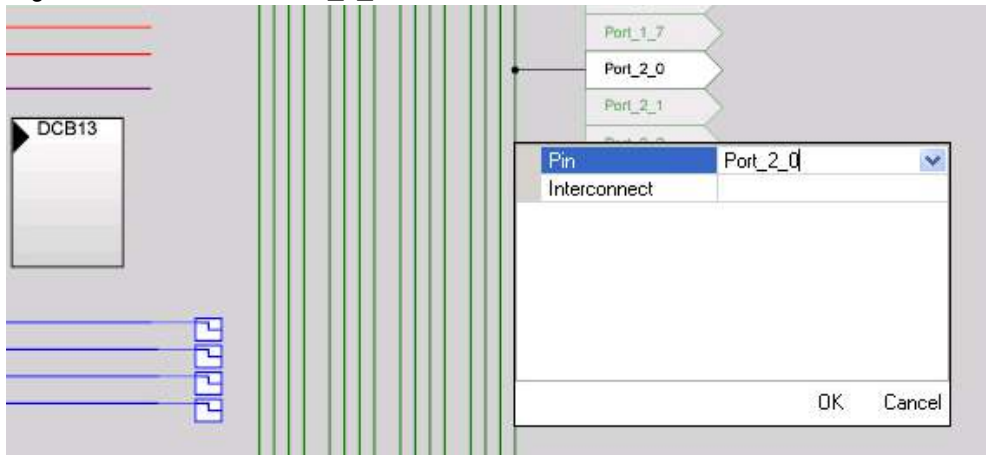 Port_1_7
Port_2_0
Port_2_1
DCB13
Pin Port_2_0
Interconnect
OK Cancel